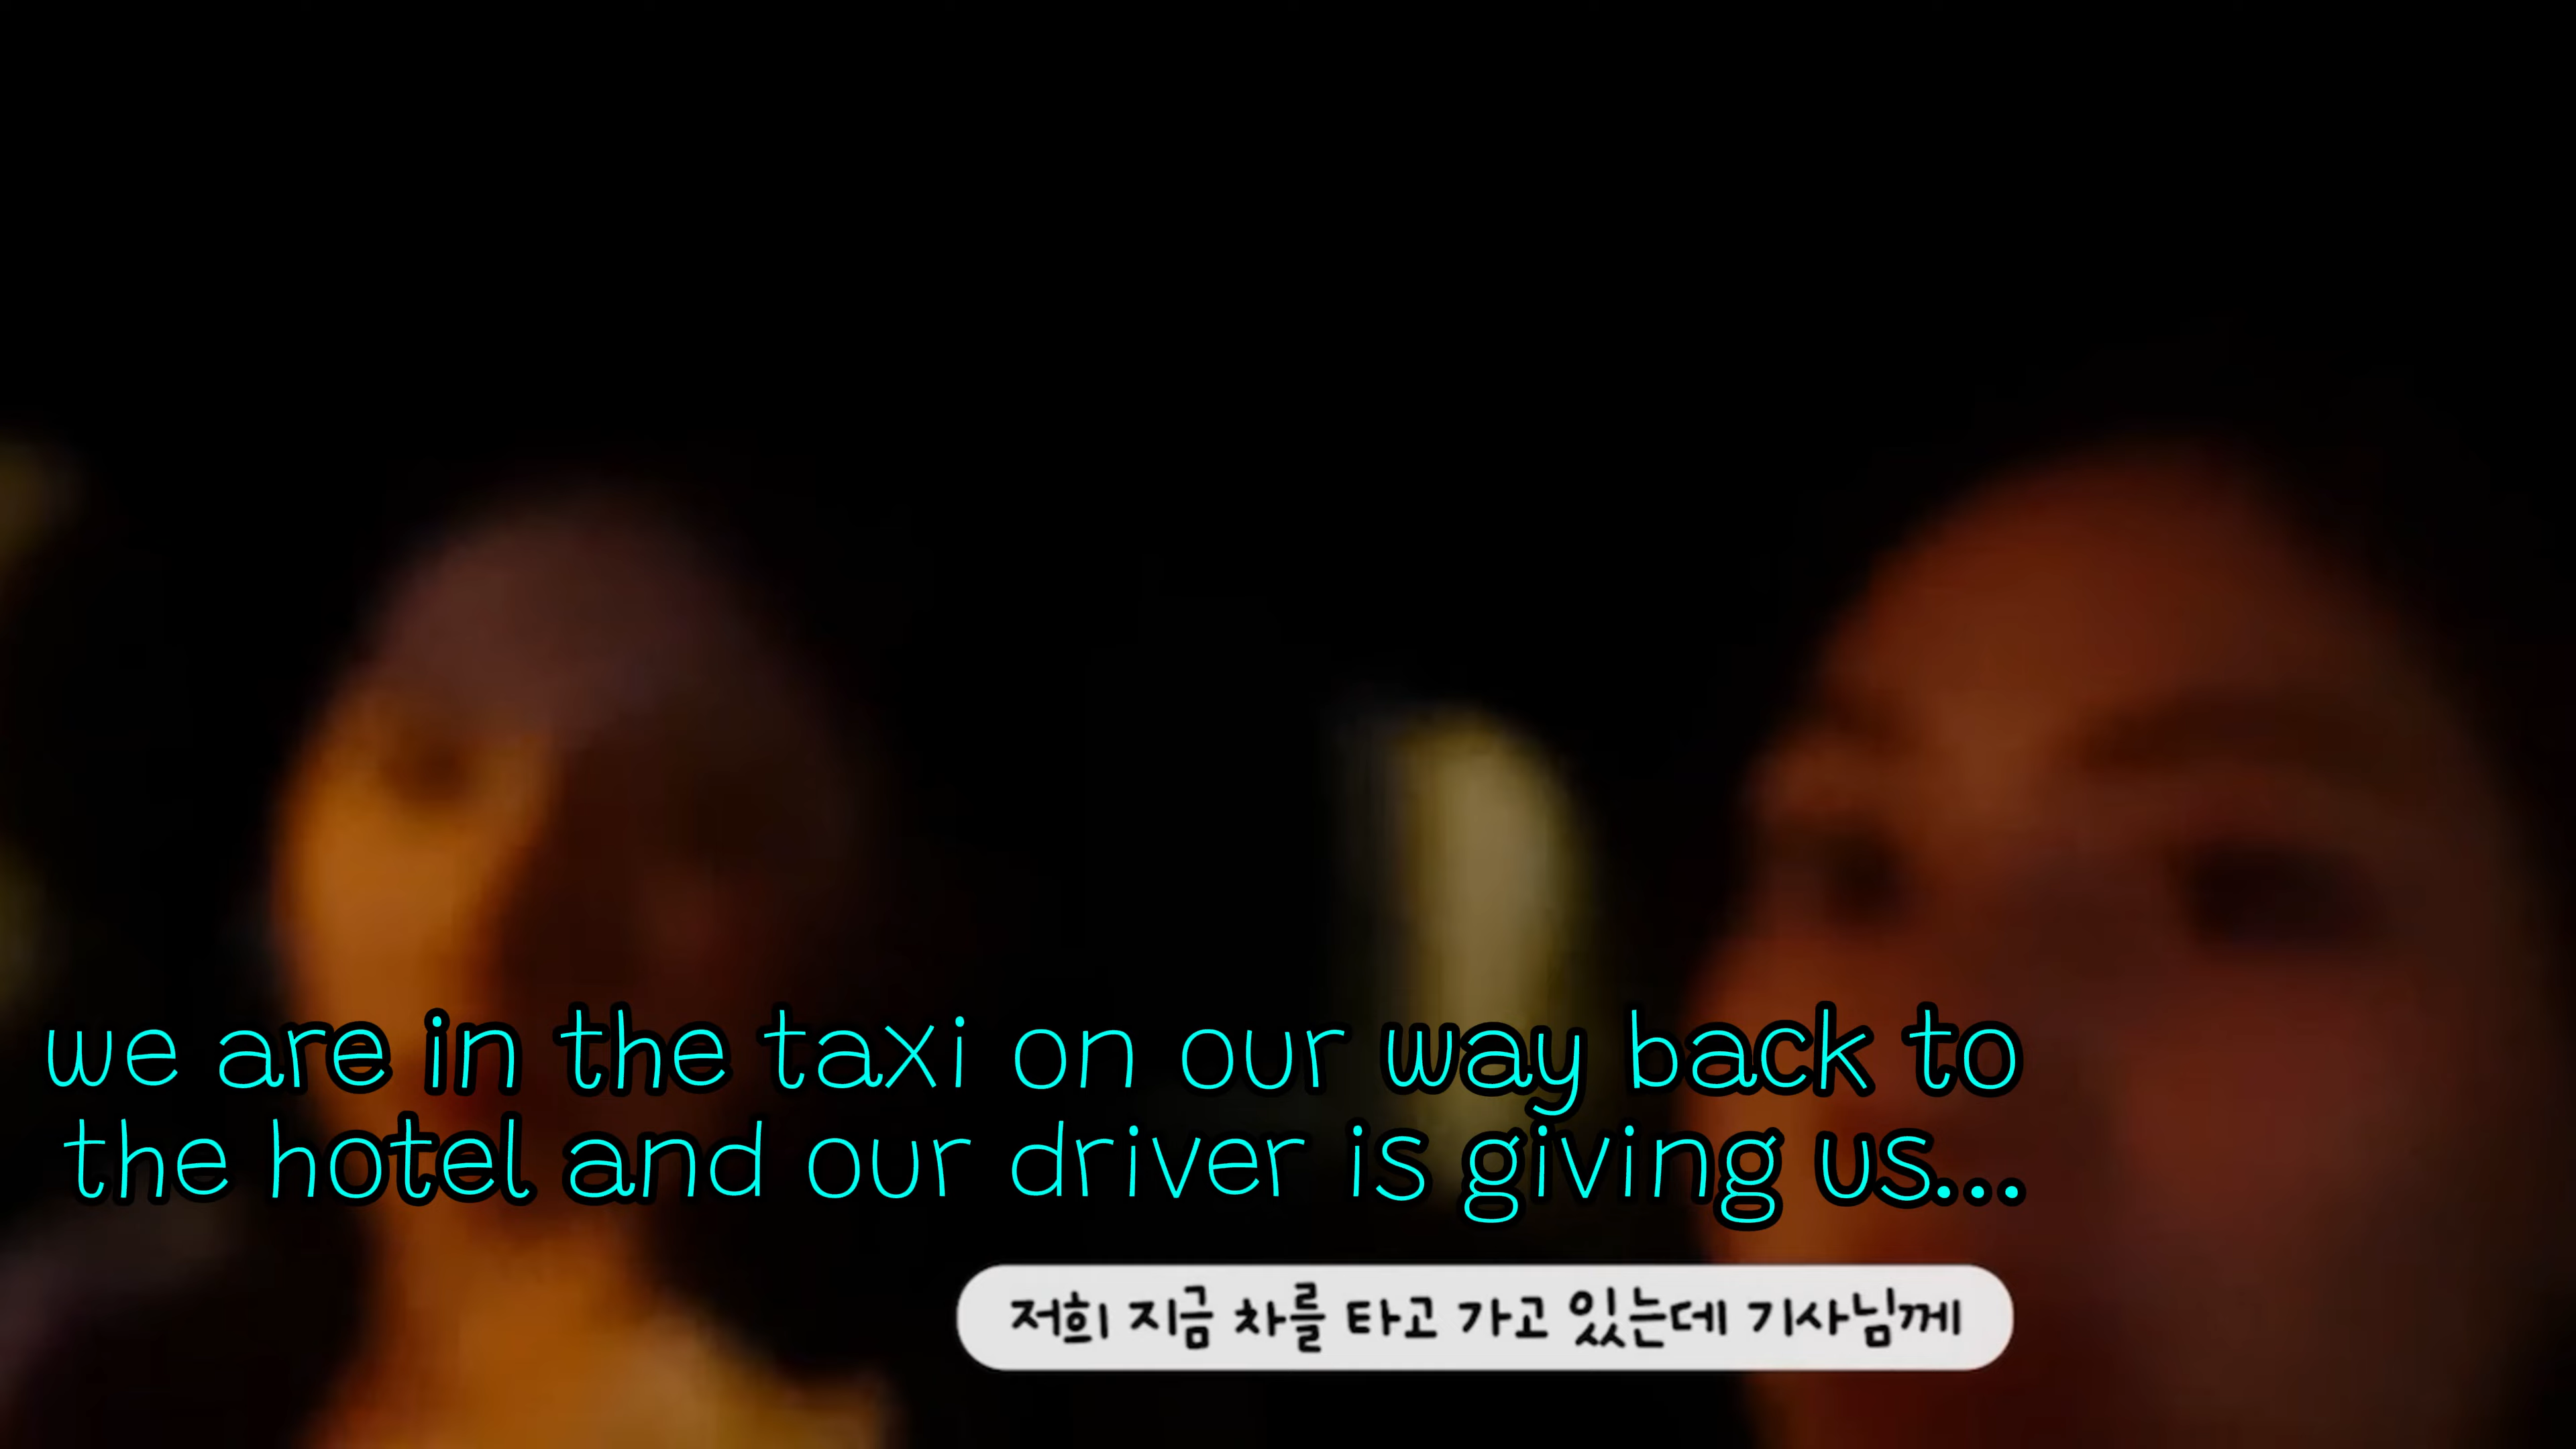 we are in the taxi on our way back to
the hotel and our driver is giving us...
저희 지금 차를 타고 가고 있는데 기사님께